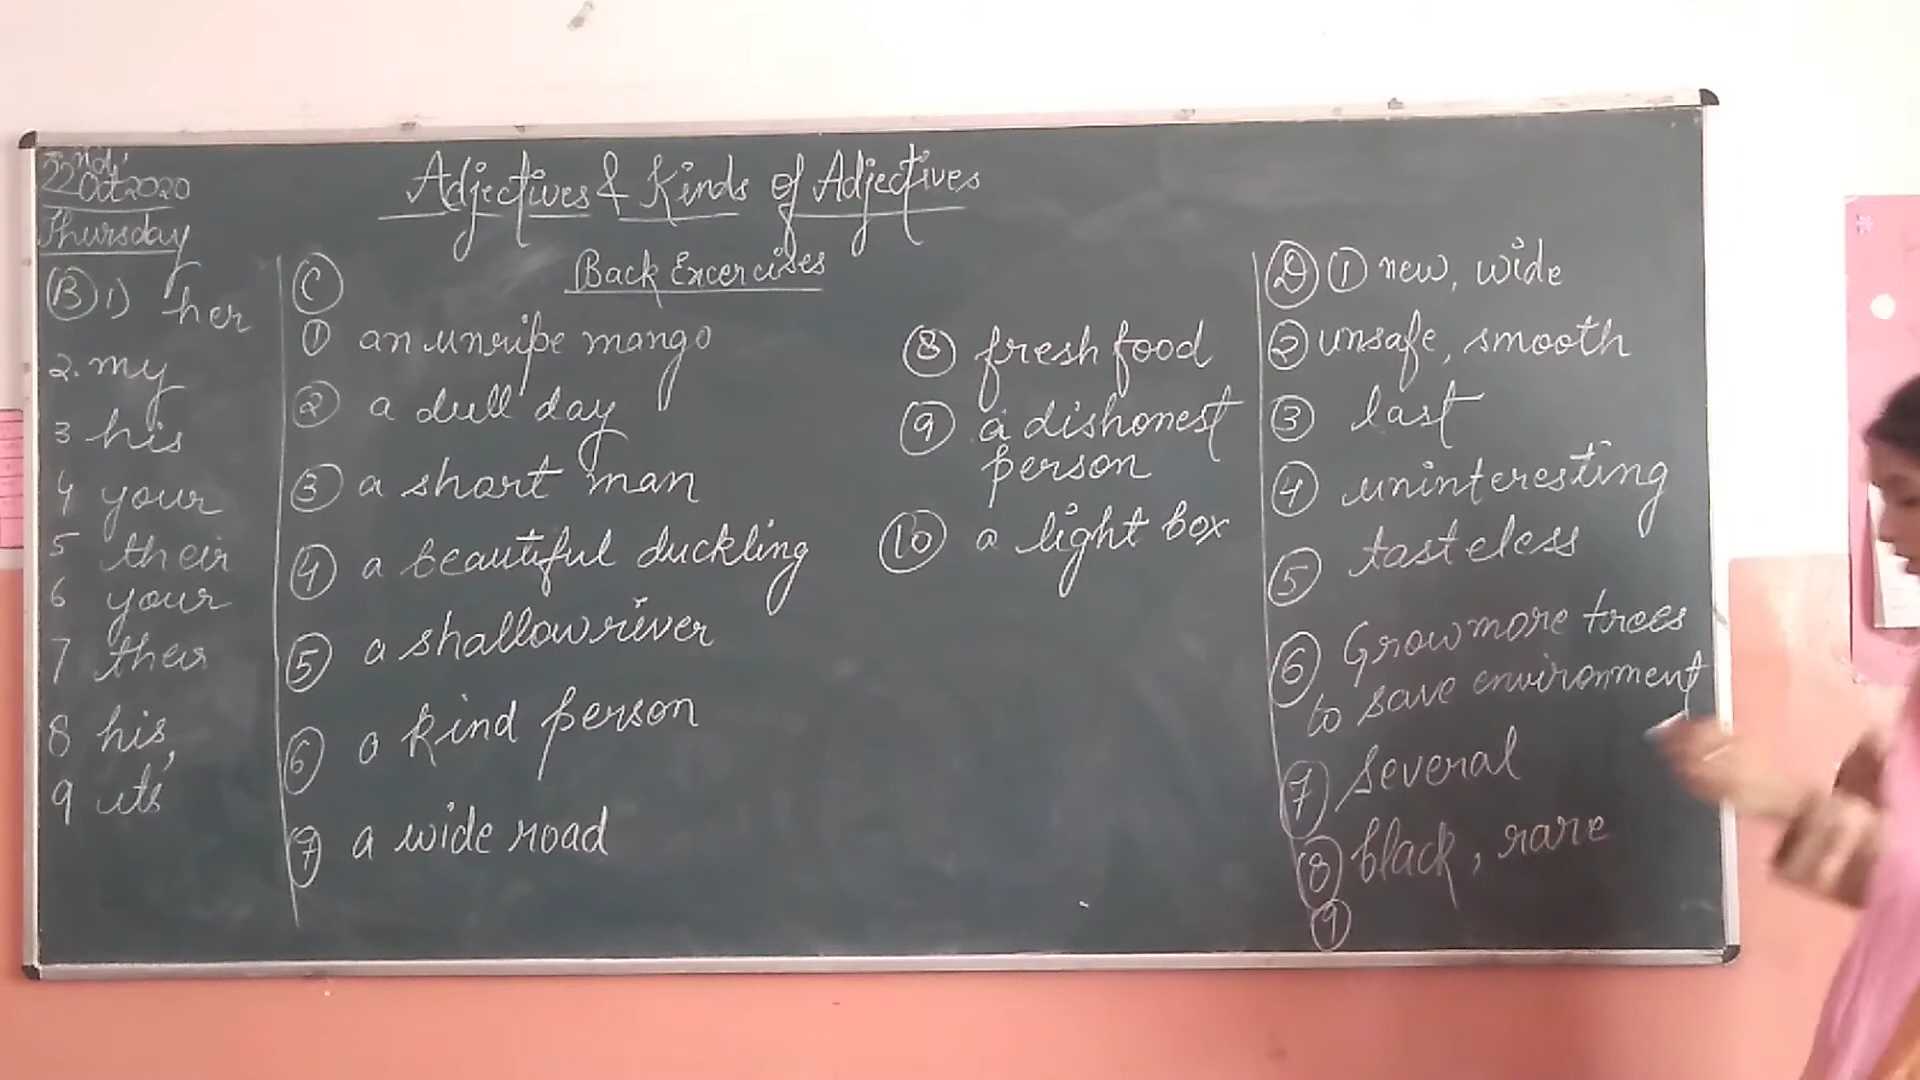 22nd Oct 2020
Thursday
Adjectives & Kinds of Adjectives
Back Excercises
(B) 1) her
2. my
3 his
4 your
5 their
6 your
7 their
8 his,
9 its
(C)
(1) an unripe mango
(2) a dull day
(3) a short man
(4) a beautiful duckling
(5) a shallow river
(6) a kind person
(7) a wide road
(8) fresh food
(9) a dishonest
person
(10) a light box
(D) (1) new, wide
(2) unsafe, smooth
(3) last
(4) uninteresting
(5) tasteless
(6) Grow more trees
to save environment
(7) several
(8) black, rare
(9)